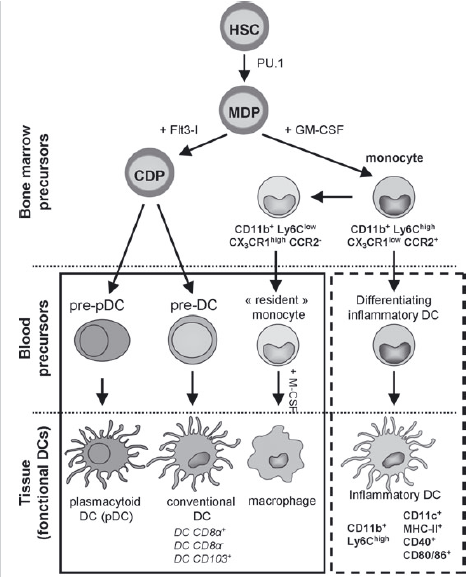 HSC
PU.1
MDP
+ Flt3-l
+ GM-CSF
CDP
monocyte
CD11b+ Ly6Clow
CX3CR1high CCR2-
CD11b+ Ly6Chigh
CX3CR1low CCR2+
Bone marrow
precursors
pre-pDC
pre-DC
« resident »
monocyte
Differentiating
inflammatory DC
Blood
precursors
+ M-CSF
plasmacytoid
DC (pDC)
conventional
DC
DC CD8α+
DC CD8α-
DC CD103+
macrophage
Inflammatory DC
CD11b+
Ly6Chigh
CD11c+
MHC-II+
CD40+
CD80/86+
Tissue
(fonctional DCs)